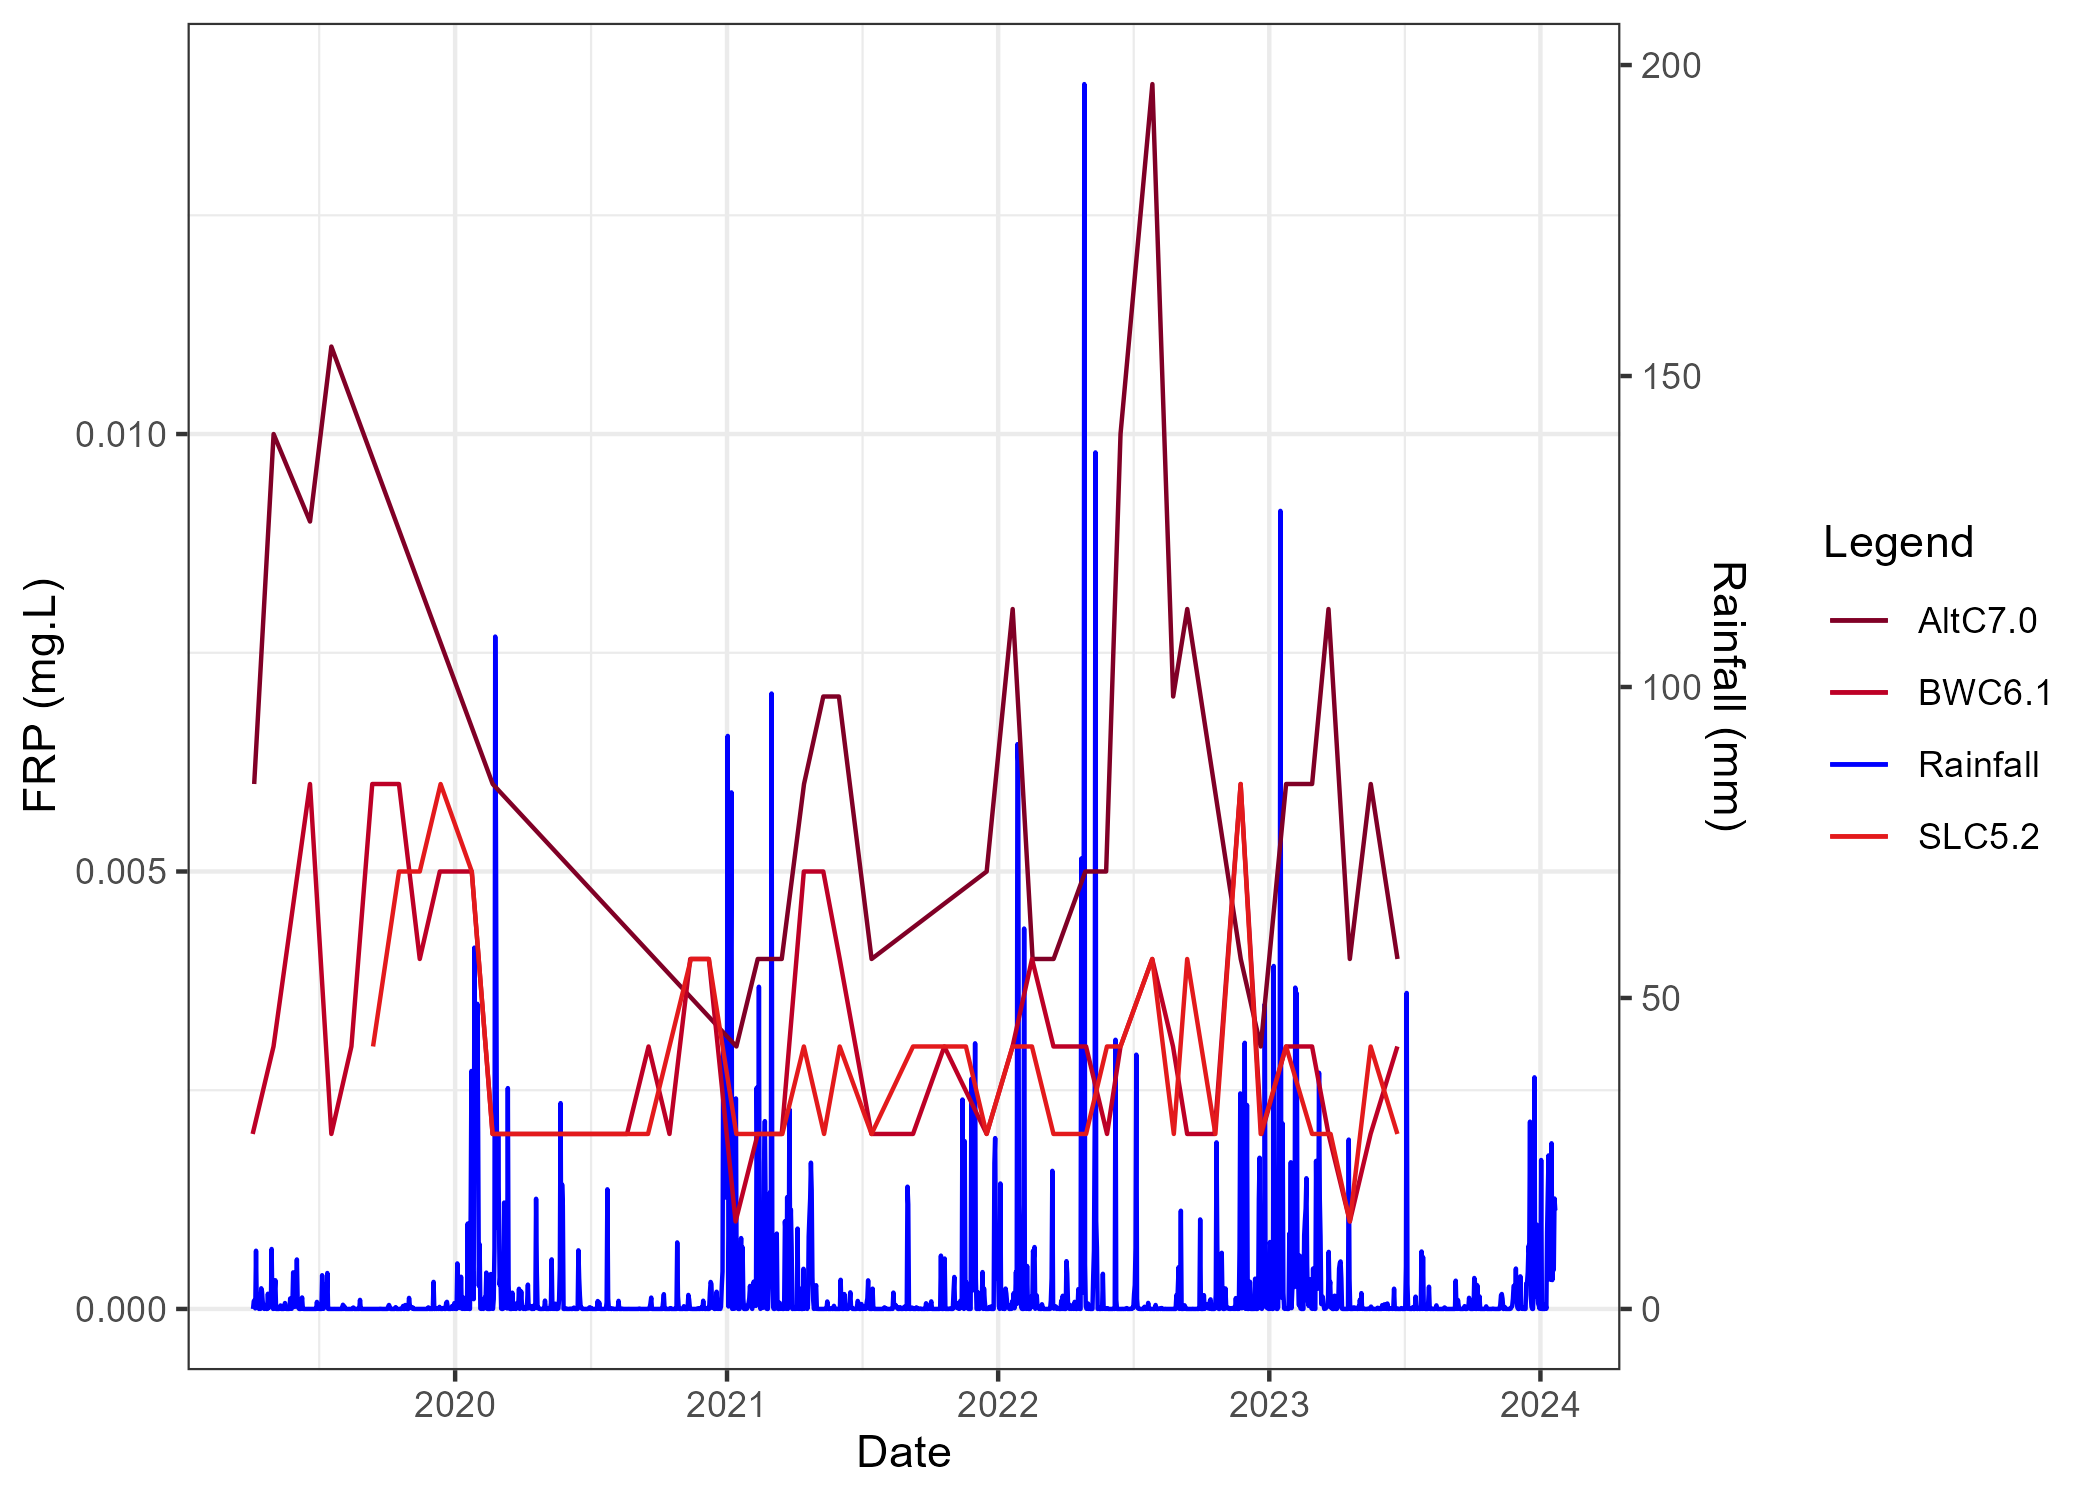 FRP (mg.L)
0.010
0.005
0.000
200
150
100
50
0
Rainfall (mm)
2020
2021
2022
2023
2024
Date
Legend
AltC7.0
BWC6.1
Rainfall
SLC5.2